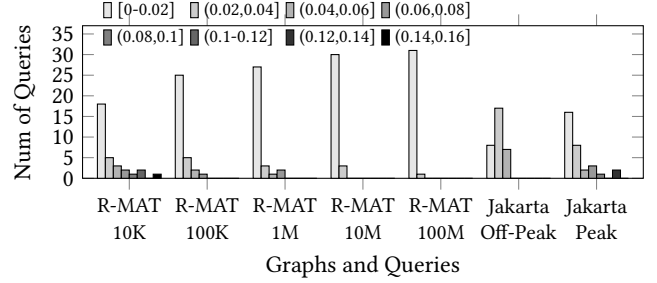 [0-0.02] (0.02,0.04] (0.04,0.06] (0.06,0.08]
(0.08,0.1] (0.1-0.12] (0.12,0.14] (0.14,0.16]
Num of Queries
35
30
25
20
15
10
5
0
R-MAT R-MAT R-MAT R-MAT R-MAT Jakarta Jakarta
10K 100K 1M 10M 100M Off-Peak Peak
Graphs and Queries